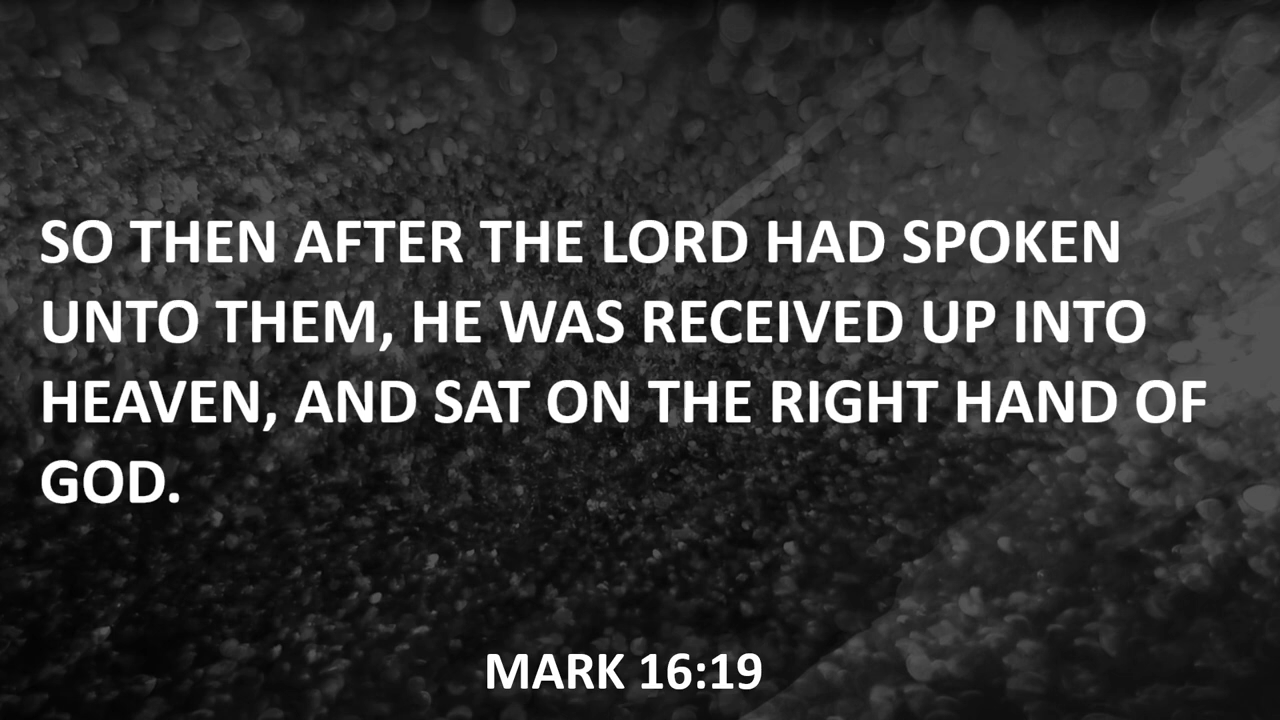 SO THEN AFTER THE LORD HAD SPOKEN
UNTO THEM, HE WAS RECEIVED UP INTO
HEAVEN, AND SAT ON THE RIGHT HAND OF
GOD.
MARK 16:19